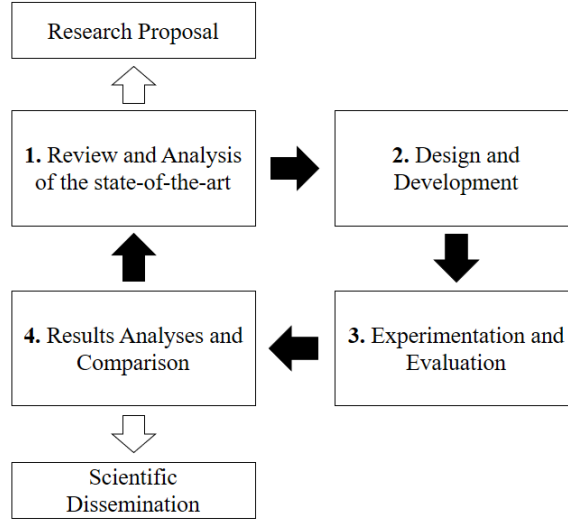 Research Proposal
1. Review and Analysis
of the state-of-the-art
2. Design and
Development
4. Results Analyses and
Comparison
3. Experimentation and
Evaluation
Scientific
Dissemination